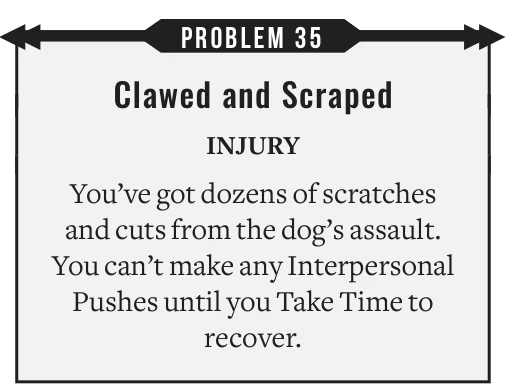 PROBLEM 35
Clawed and Scraped
INJURY
You’ve got dozens of scratches
and cuts from the dog’s assault.
You can’t make any Interpersonal
Pushes until you Take Time to
recover.